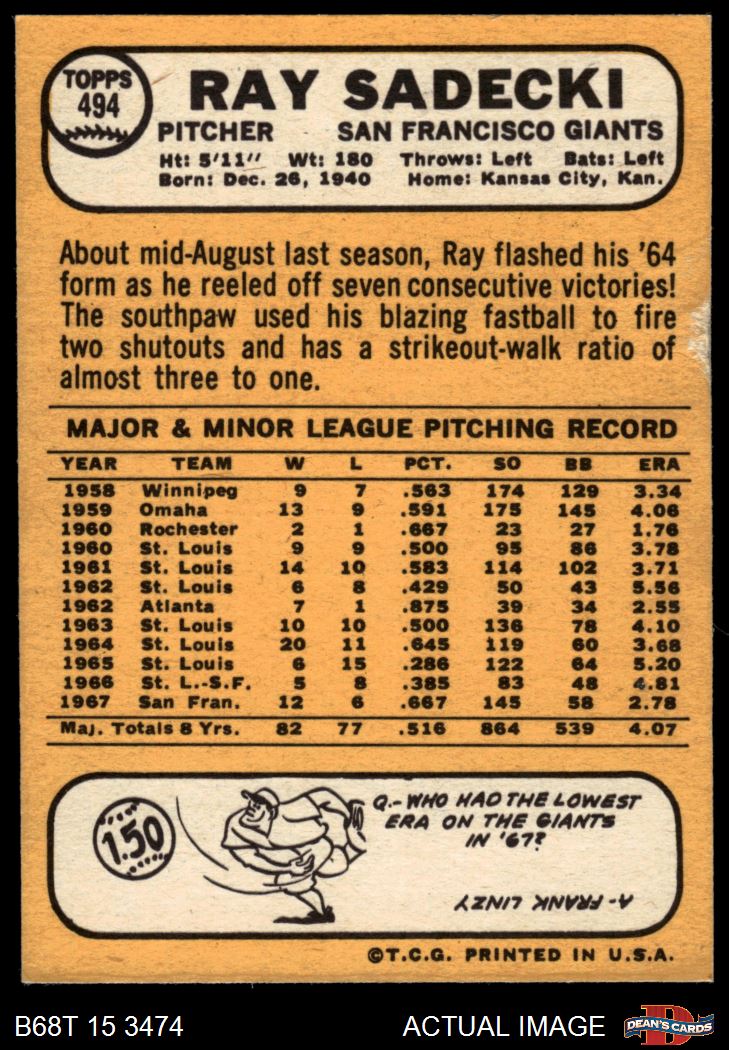 TOPPS
494
RAY SADECKI
PITCHER SAN FRANCISCO GIANTS
Ht: 5'11" Wt: 180 Throws: Left Bats: Left
Born: Dec. 26, 1940 Home: Kansas City, Kan.
About mid-August last season, Ray flashed his '64
form as he reeled off seven consecutive victories!
The southpaw used his blazing fastball to fire
two shutouts and has a strikeout-walk ratio of
almost three to one.
MAJOR & MINOR LEAGUE PITCHING RECORD
YEAR TEAM W L PCT. SO BB ERA
1958 Winnipeg 9 7 .563 174 129 3.34
1959 Omaha 13 9 .591 175 145 4.06
1960 Rochester 2 1 .667 23 27 1.76
1960 St. Louis 9 9 .500 95 86 3.78
1961 St. Louis 14 10 .583 114 102 3.71
1962 St. Louis 6 8 .429 50 43 5.56
1962 Atlanta 7 1 .875 39 34 2.55
1963 St. Louis 10 10 .500 136 78 4.10
1964 St. Louis 20 11 .645 119 60 3.68
1965 St. Louis 6 15 .286 122 64 5.20
1966 St. L.-S.F. 5 8 .385 83 48 4.81
1967 San Fran. 12 6 .667 145 58 2.78
Maj. Totals 8 Yrs. 82 77 .516 864 539 4.07
1.50
Q.-WHO HAD THE LOWEST
ERA ON THE GIANTS
IN '67?
A-FRANK LINZY
©T.C.G. PRINTED IN U.S.A.
B68T 15 3474 ACTUAL IMAGE
D
DEAN'S CARDS